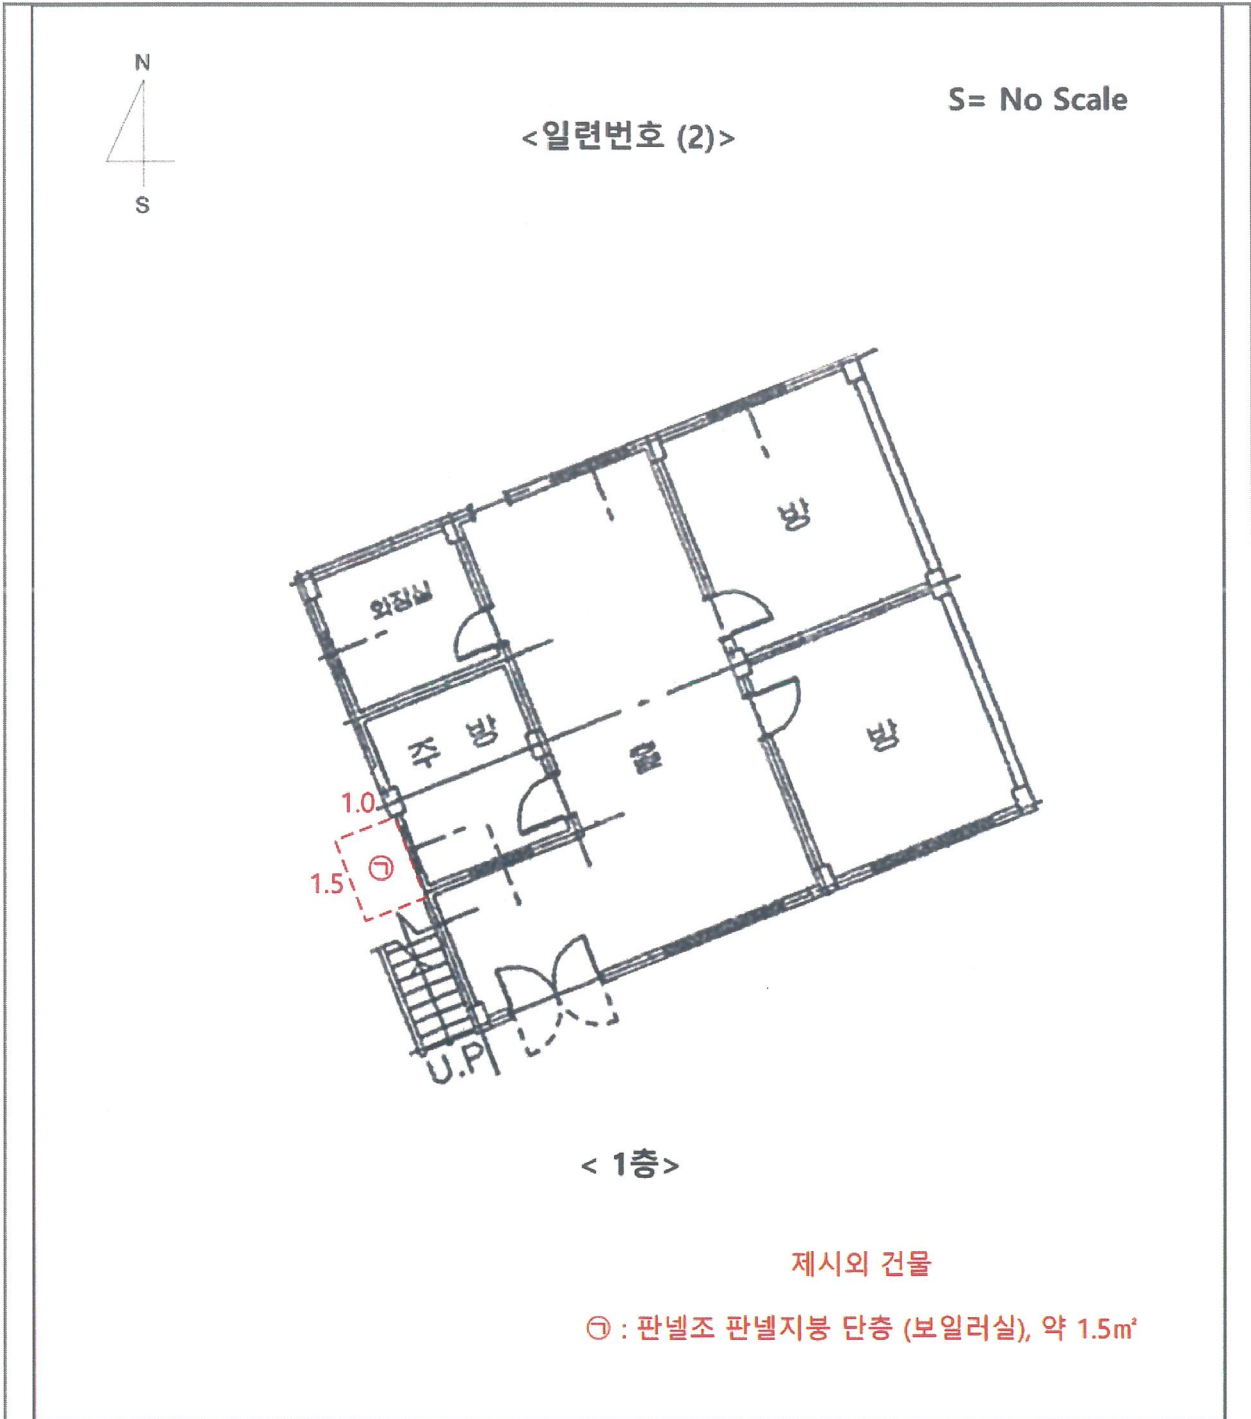 N
S= No Scale
<일련번호 (2)>
S
방
화장실
주 방
홀
방
1.0
1.5
㉠
U.P
< 1층>
제시외 건물
㉠ : 판넬조 판넬지붕 단층 (보일러실), 약 1.5㎡